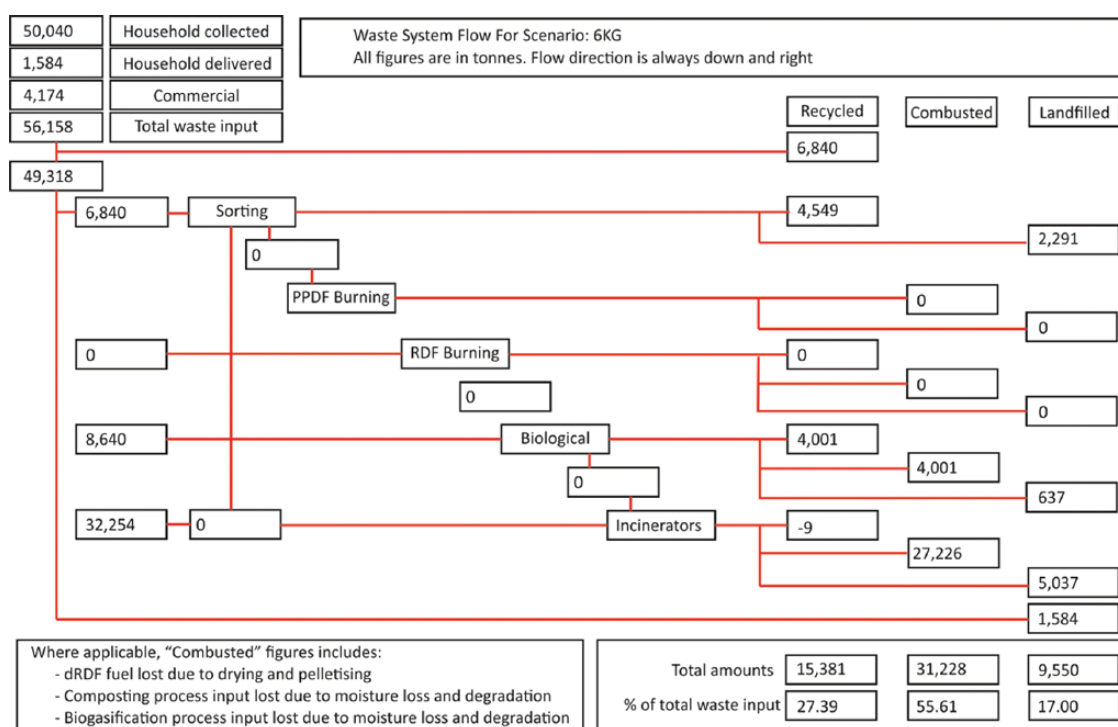 50,040 Household collected
1,584 Household delivered
4,174 Commercial
56,158 Total waste input
Waste System Flow For Scenario: 6KG
All figures are in tonnes. Flow direction is always down and right
Recycled Combusted Landfilled
6,840
49,318
6,840 Sorting 4,549
2,291
0
PPDF Burning 0
0
0 RDF Burning 0
0
0
0
8,640 Biological 4,001
4,001
0
637
32,254 0 Incinerators -9
27,226
5,037
1,584
Where applicable, “Combusted” figures includes:
- dRDF fuel lost due to drying and pelletising
- Composting process input lost due to moisture loss and degradation
- Biogasification process input lost due to moisture loss and degradation
Total amounts 15,381 31,228 9,550
% of total waste input 27.39 55.61 17.00